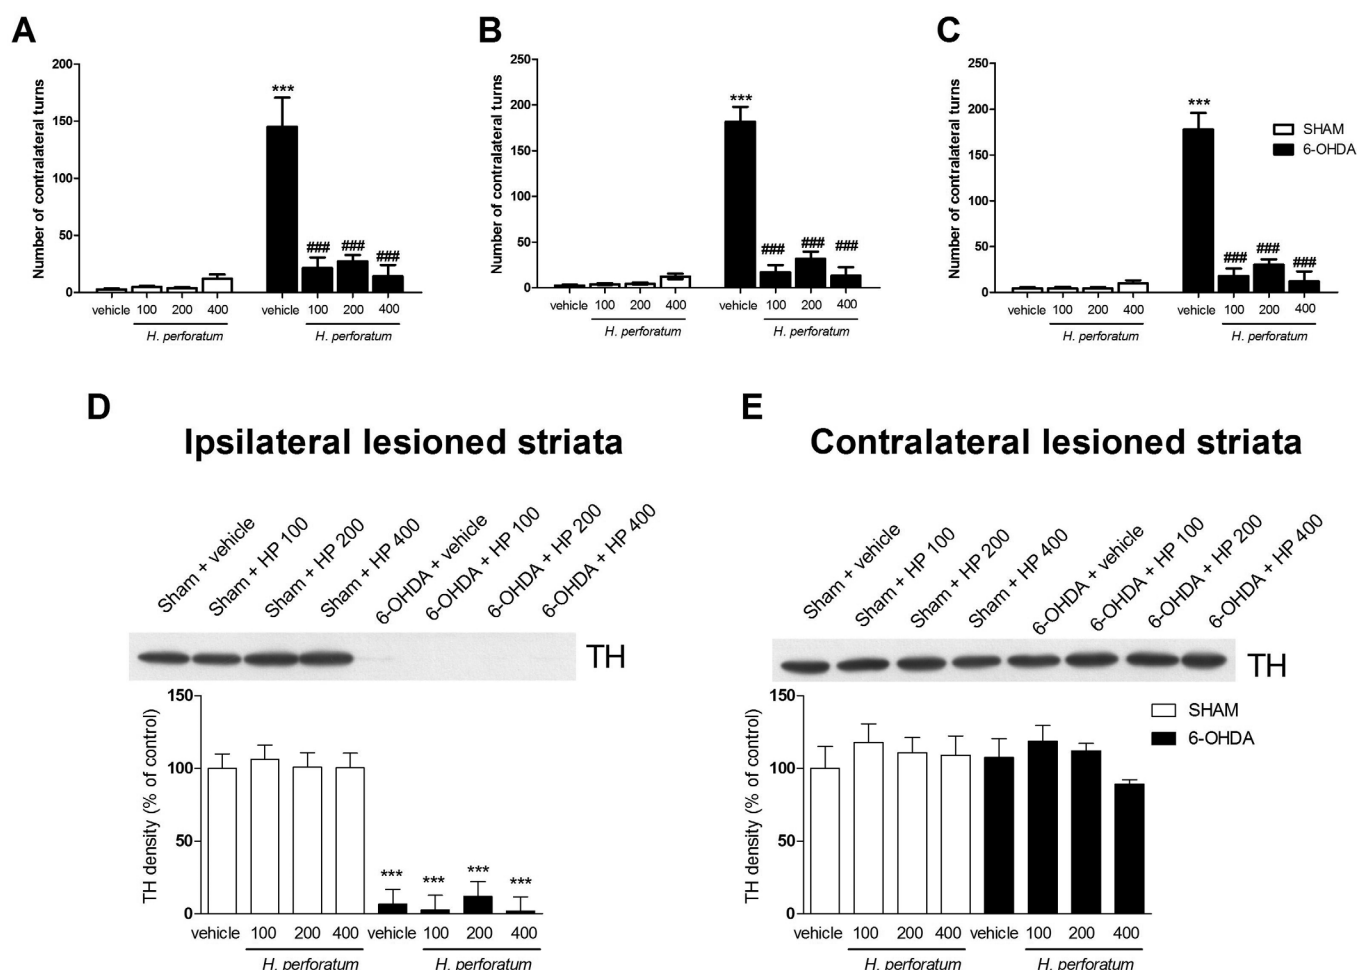 A
Number of contralateral turns
200
150
100
50
0
***
### ### ###
vehicle 100 200 400 vehicle 100 200 400
H. perforatum H. perforatum
B
Number of contralateral turns
250
200
150
100
50
0
***
### ### ###
vehicle 100 200 400 vehicle 100 200 400
H. perforatum H. perforatum
C
Number of contralateral turns
250
200
150
100
50
0
***
### ### ###
vehicle 100 200 400 vehicle 100 200 400
H. perforatum H. perforatum
SHAM
6-OHDA
D
Ipsilateral lesioned striata
Sham + vehicle
Sham + HP 100
Sham + HP 200
Sham + HP 400
6-OHDA + vehicle
6-OHDA + HP 100
6-OHDA + HP 200
6-OHDA + HP 400
TH
TH density (% of control)
150
100
50
0
*** *** *** ***
vehicle 100 200 400 vehicle 100 200 400
H. perforatum H. perforatum
E
Contralateral lesioned striata
Sham + vehicle
Sham + HP 100
Sham + HP 200
Sham + HP 400
6-OHDA + vehicle
6-OHDA + HP 100
6-OHDA + HP 200
6-OHDA + HP 400
TH
TH density (% of control)
150
100
50
0
SHAM
6-OHDA
vehicle 100 200 400 vehicle 100 200 400
H. perforatum H. perforatum